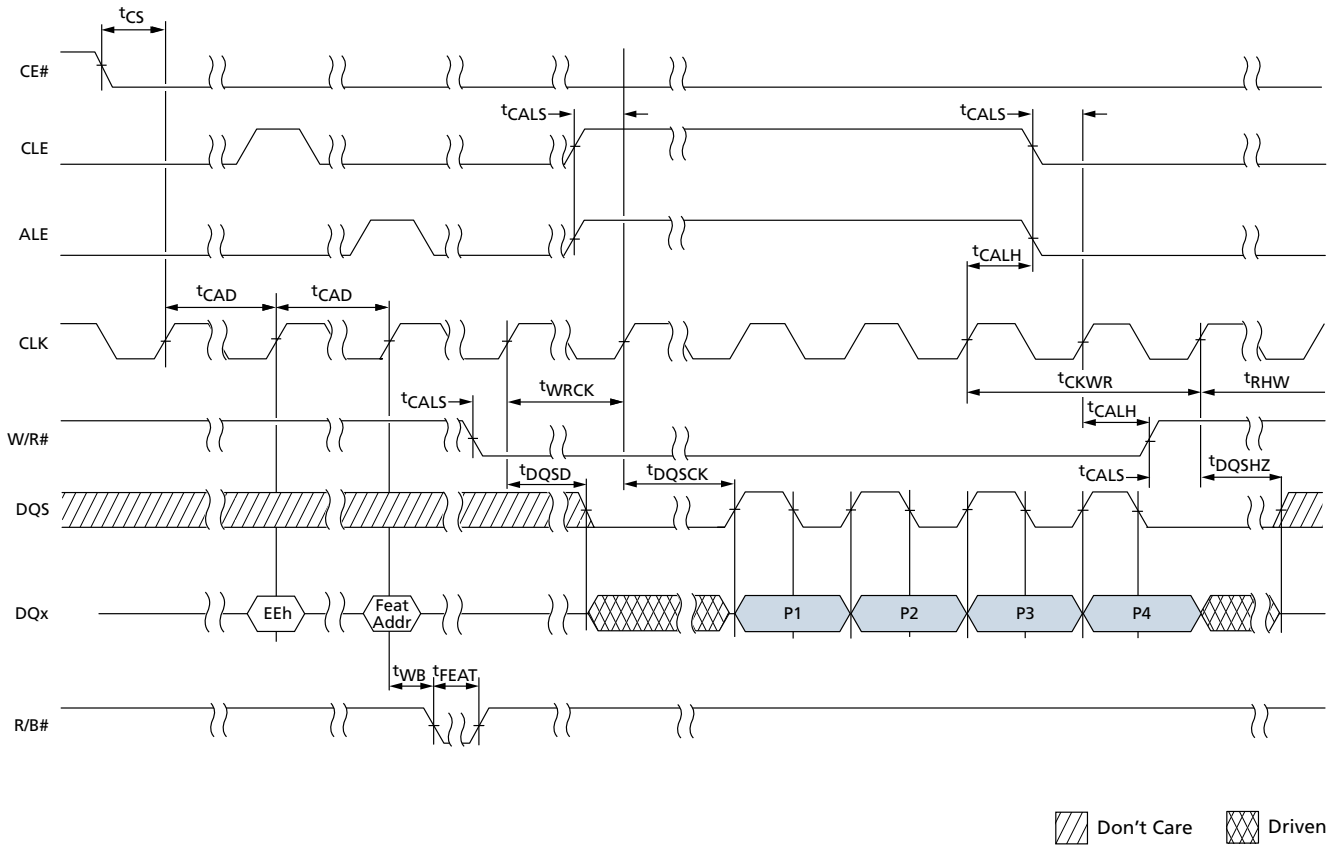 tCS
CE#
tCALS
tCALS
CLE
ALE
tCALH
tCAD
tCAD
CLK
tWRCK
tCKWR
tRHW
tCALS
tCALH
W/R#
tDQSD
tDQSCK
tCALS
tDQSHZ
DQS
DQx
EEh
Feat
Addr
P1
P2
P3
P4
tWB
tFEAT
R/B#
Don't Care
Driven